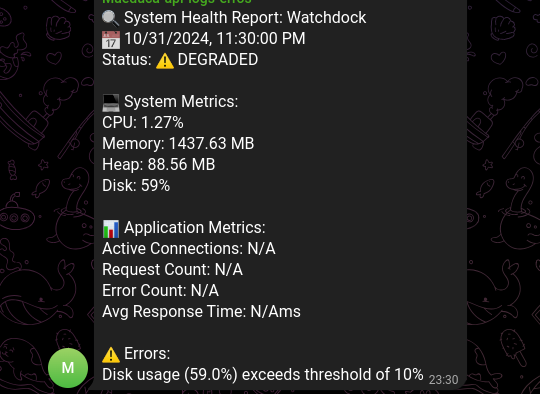 🔍 System Health Report: Watchdock
📅 10/31/2024, 11:30:00 PM
Status: ⚠️ DEGRADED
💻 System Metrics:
CPU: 1.27%
Memory: 1437.63 MB
Heap: 88.56 MB
Disk: 59%
📊 Application Metrics:
Active Connections: N/A
Request Count: N/A
Error Count: N/A
Avg Response Time: N/Ams
⚠️ Errors:
M
Disk usage (59.0%) exceeds threshold of 10% 23:30